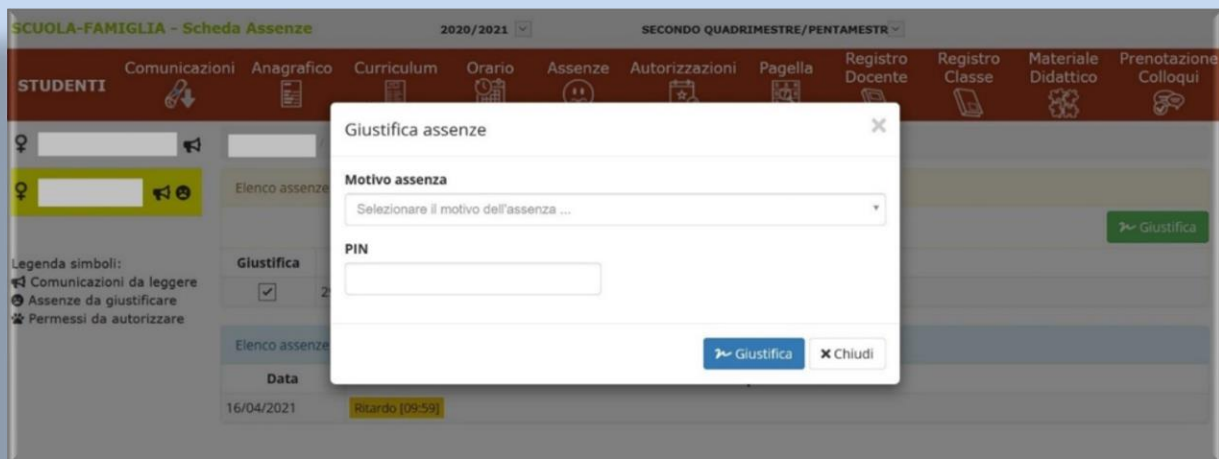 SCUOLA-FAMIGLIA - Scheda Assenze
2020/2021
SECONDO QUADRIMESTRE/PENTAMESTR
STUDENTI
Comunicazioni
Anagrafico
Curriculum
Orario
Assenze
Autorizzazioni
Pagella
Registro Docente
Registro Classe
Materiale Didattico
Prenotazione Colloqui
Giustifica assenze
Motivo assenza
Selezionare il motivo dell'assenza ...
PIN
Giustifica
Chiudi
Elenco assenze
Giustifica
Giustifica
Legenda simboli:
Comunicazioni da leggere
Assenze da giustificare
Permessi da autorizzare
Elenco assenze
Data
16/04/2021
Ritardo [09:59]